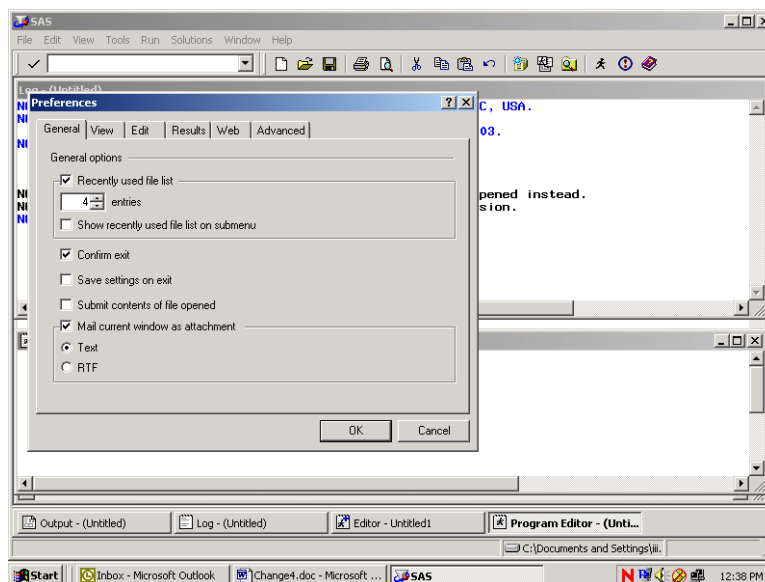 SAS
File Edit View Tools Run Solutions Window Help
Log - (Untitled)
C, USA.
03.
pened instead.
sion.
Preferences
General View Edit Results Web Advanced
General options
Recently used file list
4 entries
Show recently used file list on submenu
Confirm exit
Save settings on exit
Submit contents of file opened
Mail current window as attachment
Text
RTF
OK Cancel
Output - (Untitled) Log - (Untitled) Editor - Untitled1 Program Editor - (Unti...
C:\Documents and Settings\iii.
Start Inbox - Microsoft Outlook Change4.doc - Microsoft ... SAS 12:38 PM